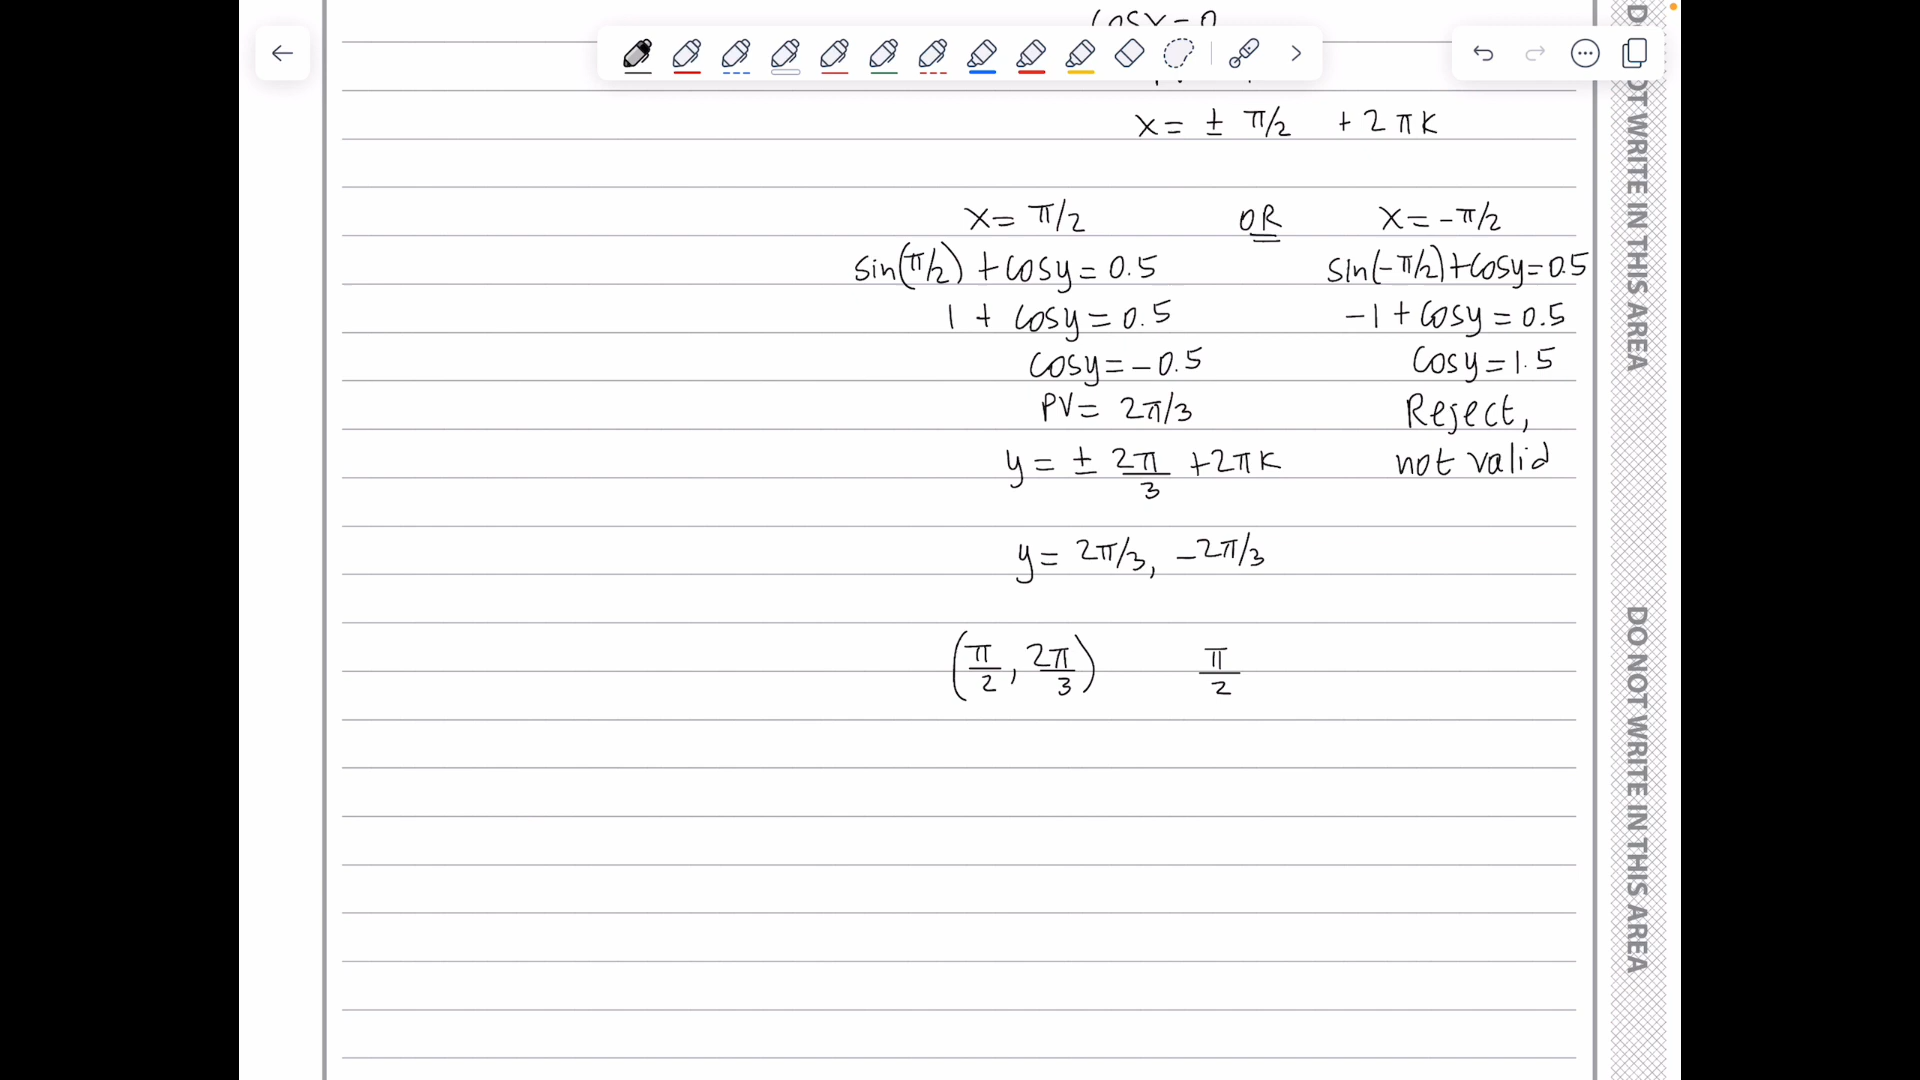 x = ± π/2 + 2πk
x = π/2 OR x = -π/2
sin(π/2) + cosy = 0.5 sin(-π/2) + cosy = 0.5
1 + cosy = 0.5 -1 + cosy = 0.5
cosy = -0.5 cosy = 1.5
PV = 2π/3 Reject,
y = ± 2π/3 + 2πk not valid
y = 2π/3, -2π/3
(π/2, 2π/3) π/2
OT WRITE IN THIS AREA
DO NOT WRITE IN THIS AREA